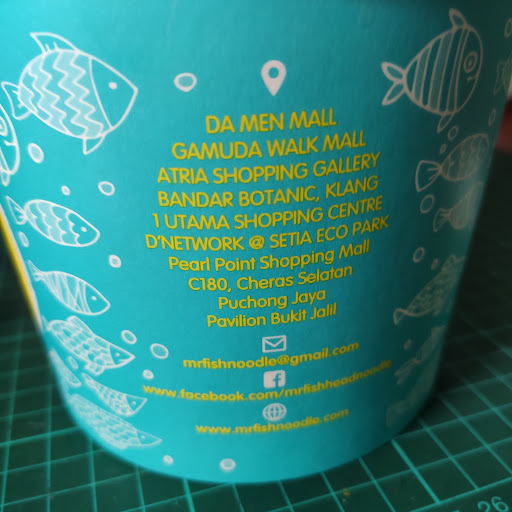 DA MEN MALL
GAMUDA WALK MALL
ATRIA SHOPPING GALLERY
BANDAR BOTANIC, KLANG
1 UTAMA SHOPPING CENTRE
D'NETWORK @ SETIA ECO PARK
Pearl Point Shopping Mall
C180, Cheras Selatan
Puchong Jaya
Pavilion Bukit Jalil
mrfishnoodle@gmail.com
f
www.facebook.com/mrfishheadnoodle
www.mrfishnoodle.com
26